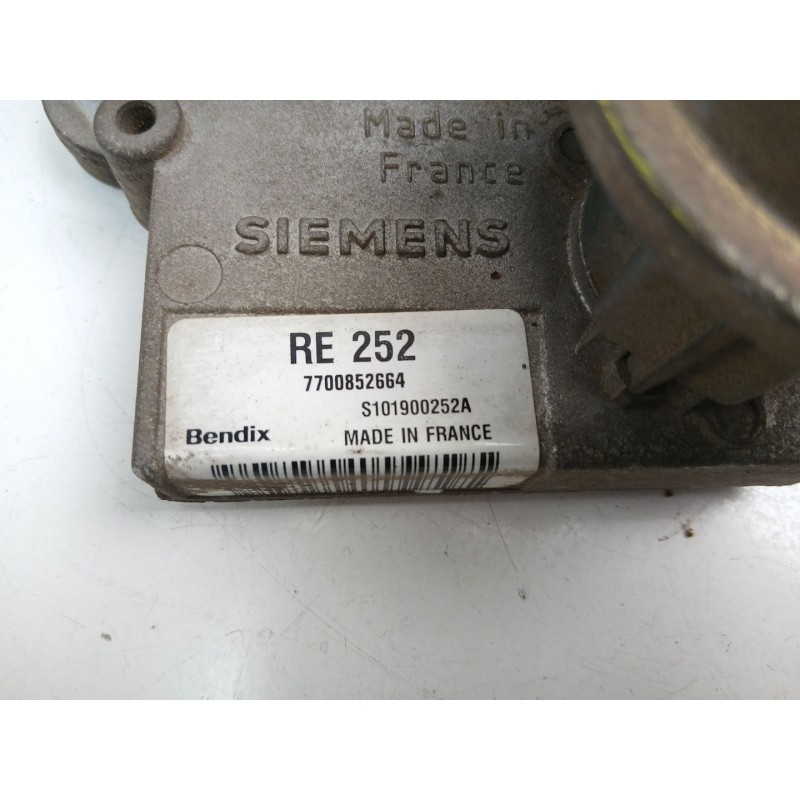 Made in
France
SIEMENS
RE 252
7700852664
S101900252A
Bendix MADE IN FRANCE